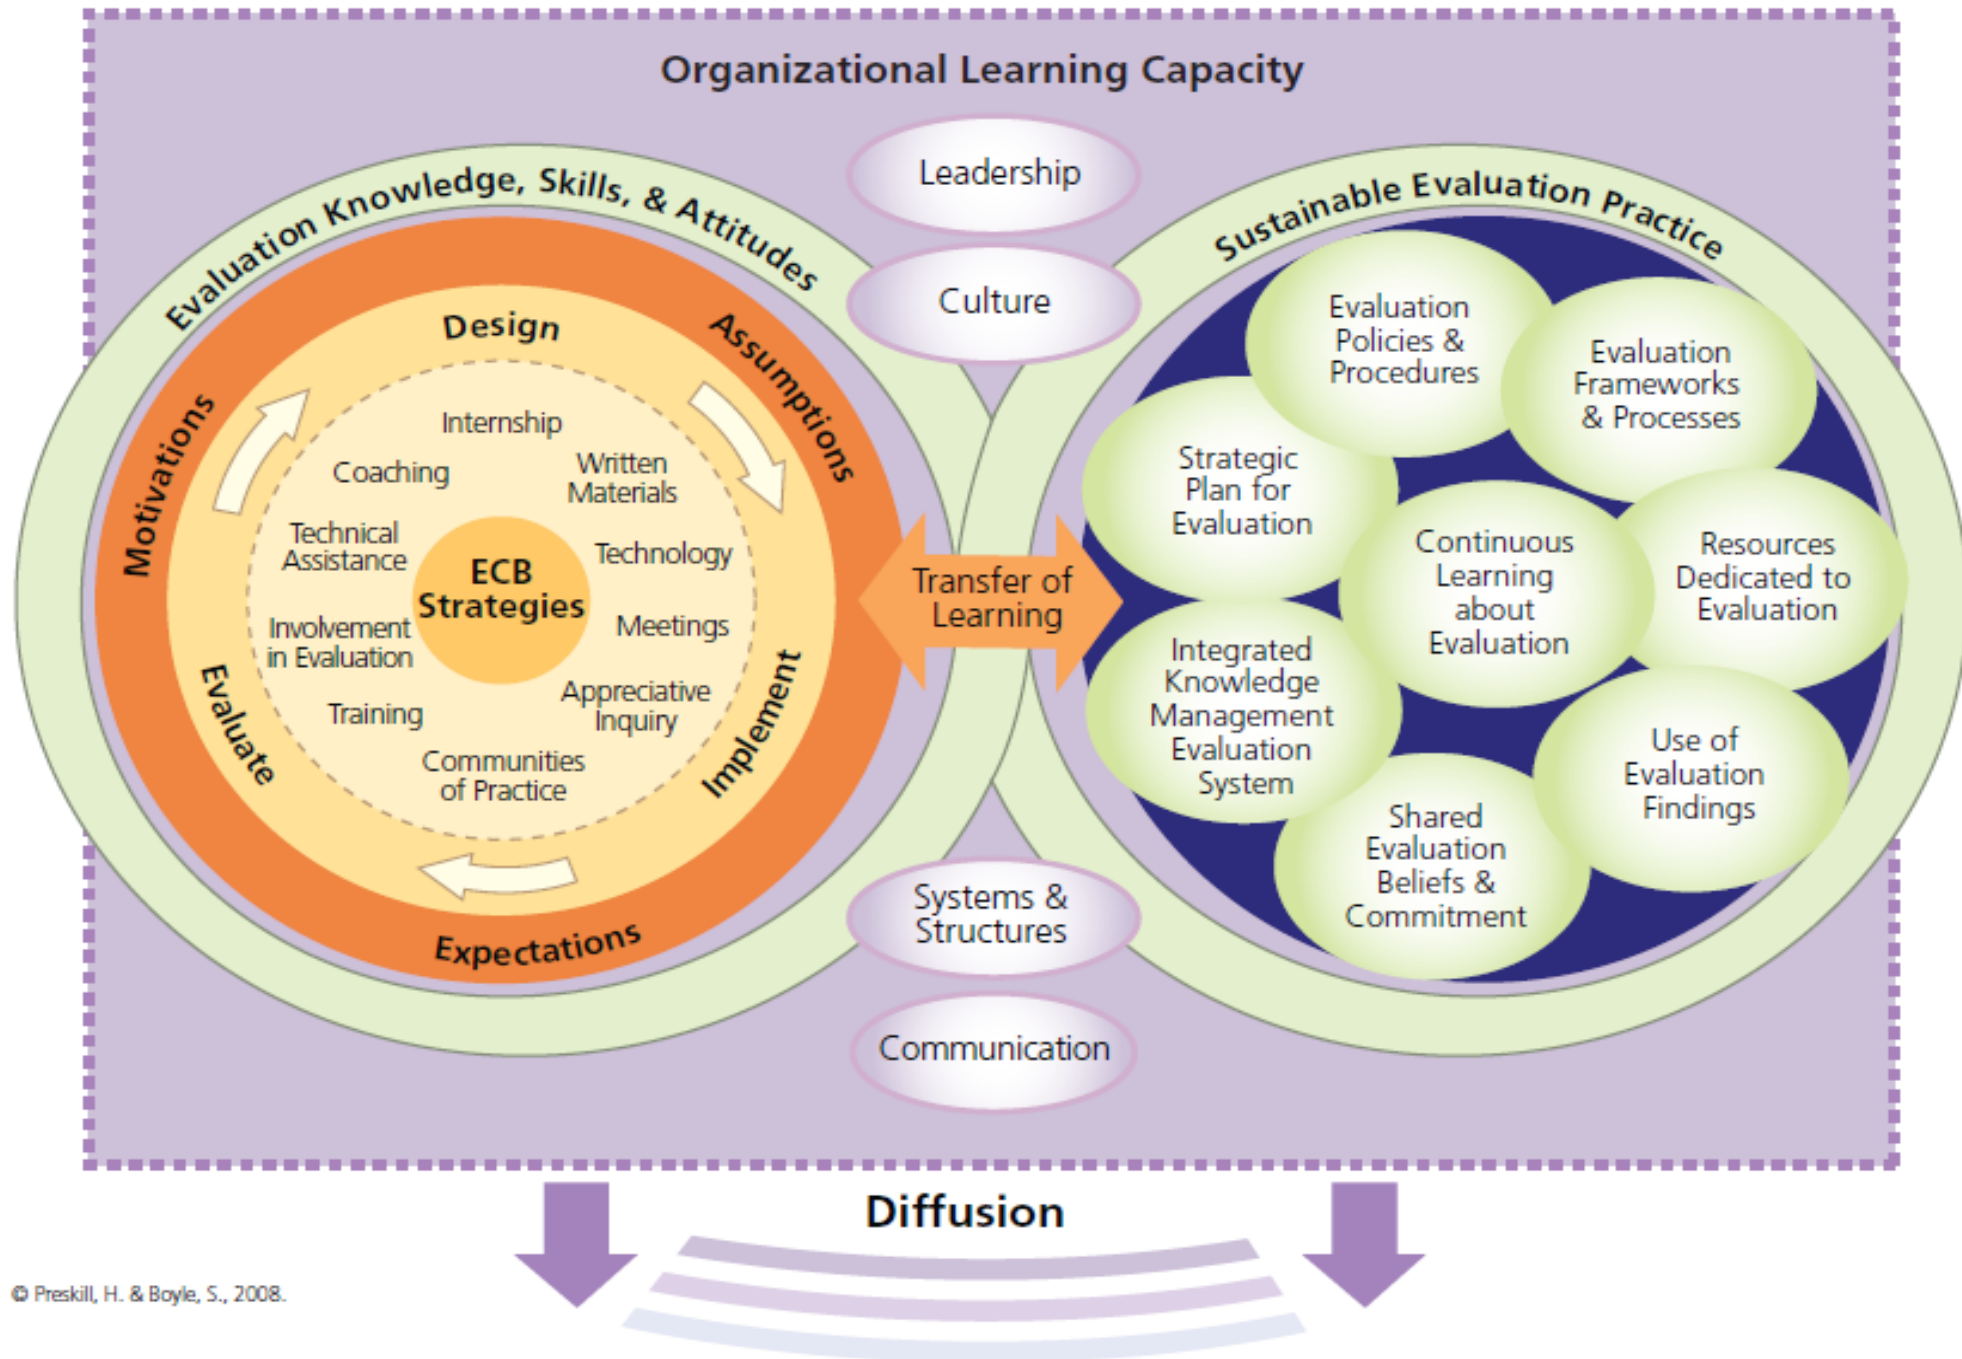 Organizational Learning Capacity
Leadership
Culture
Evaluation Knowledge, Skills, & Attitudes
Motivations
Assumptions
Expectations
Design
Implement
Evaluate
Internship
Coaching
Written
Materials
Technical
Assistance
Technology
ECB
Strategies
Involvement
in Evaluation
Meetings
Training
Appreciative
Inquiry
Communities
of Practice
Transfer of
Learning
Sustainable Evaluation Practice
Evaluation
Policies &
Procedures
Evaluation
Frameworks
& Processes
Strategic
Plan for
Evaluation
Continuous
Learning
about
Evaluation
Resources
Dedicated to
Evaluation
Integrated
Knowledge
Management
Evaluation
System
Use of
Evaluation
Findings
Shared
Evaluation
Beliefs &
Commitment
Systems &
Structures
Communication
Diffusion
© Preskill, H. & Boyle, S., 2008.